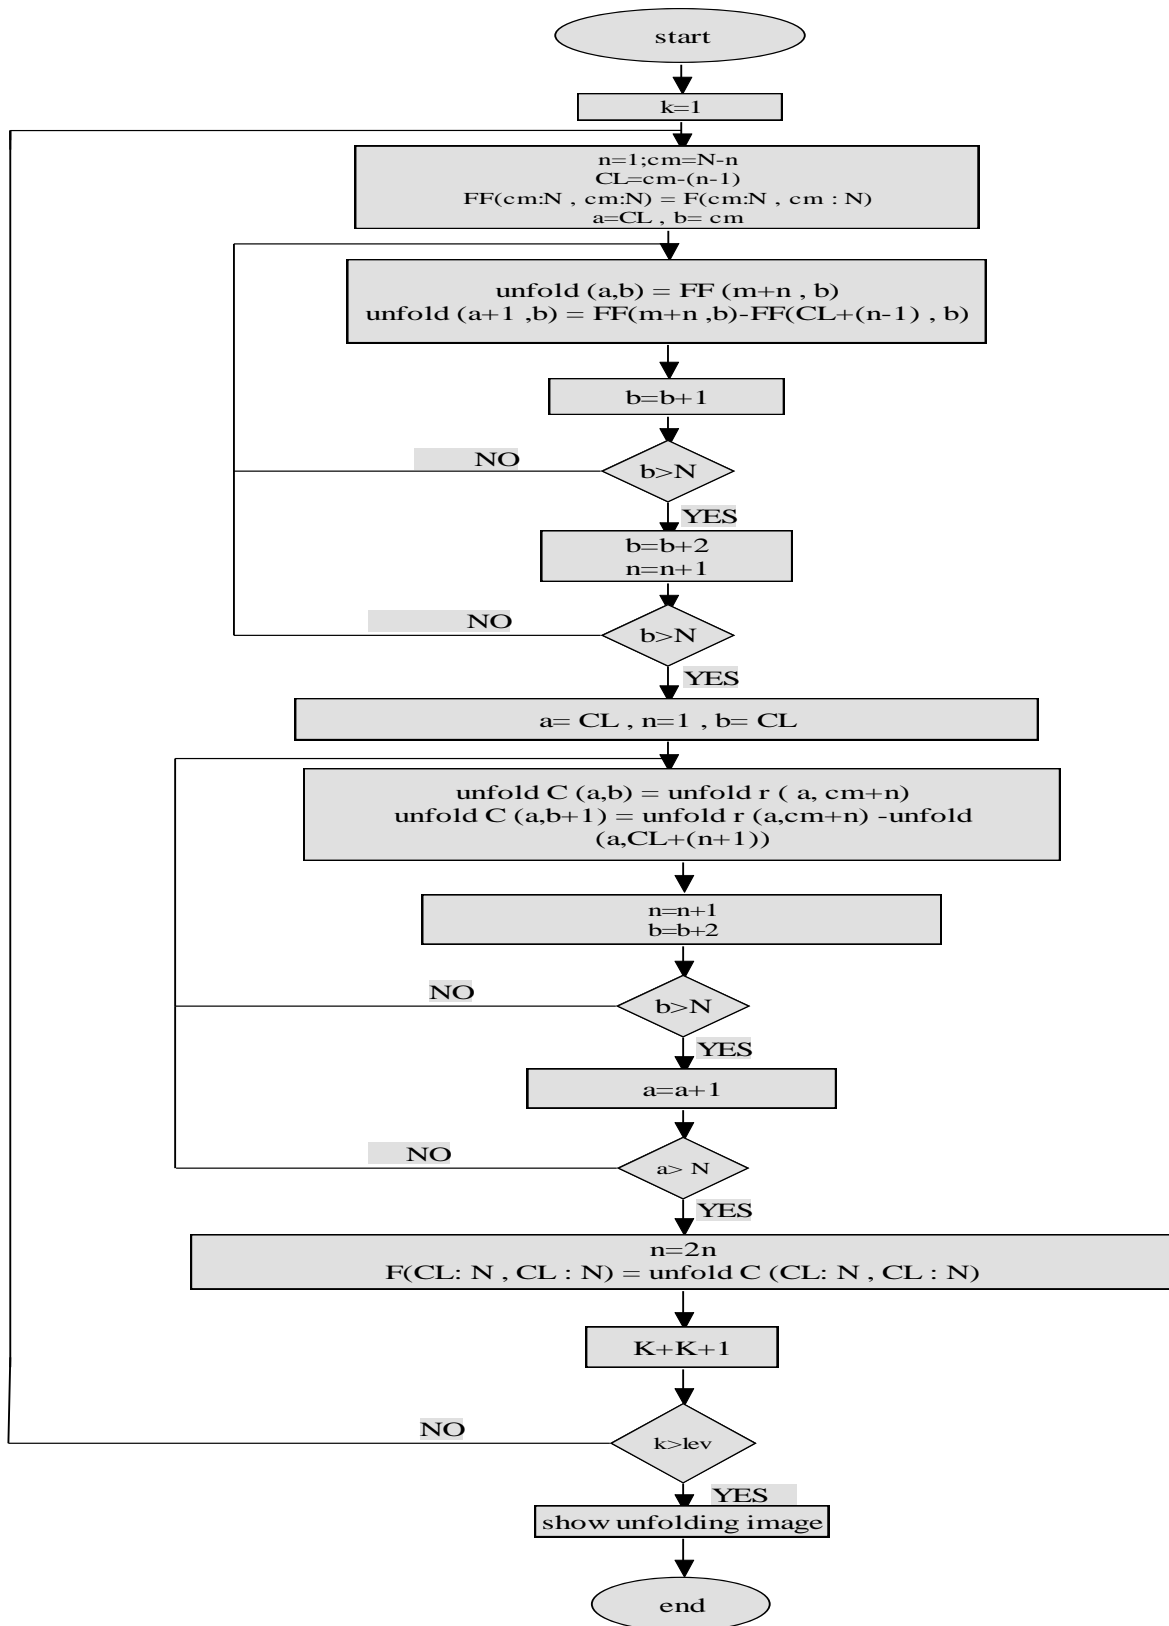 start
k=1
n=1;cm=N-n
CL=cm-(n-1)
FF(cm:N , cm:N) = F(cm:N , cm : N)
a=CL , b= cm
unfold (a,b) = FF (m+n , b)
unfold (a+1 ,b) = FF(m+n ,b)-FF(CL+(n-1) , b)
b=b+1
b>N
NO
YES
b=b+2
n=n+1
b>N
NO
YES
a= CL , n=1 , b= CL
unfold C (a,b) = unfold r ( a, cm+n)
unfold C (a,b+1) = unfold r (a,cm+n) -unfold
(a,CL+(n+1))
n=n+1
b=b+2
b>N
NO
YES
a=a+1
a> N
NO
YES
n=2n
F(CL: N , CL : N) = unfold C (CL: N , CL : N)
K+K+1
k>lev
NO
YES
show unfolding image
end